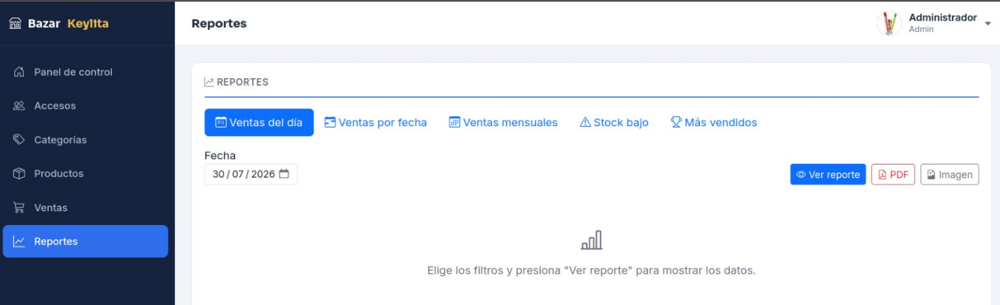 Bazar Keylita
Panel de control
Accesos
Categorías
Productos
Ventas
Reportes
Reportes
Administrador
Admin
REPORTES
Ventas del día
Ventas por fecha
Ventas mensuales
Stock bajo
Más vendidos
Fecha
30/07/2026
Ver reporte
PDF
Imagen
Elige los filtros y presiona "Ver reporte" para mostrar los datos.